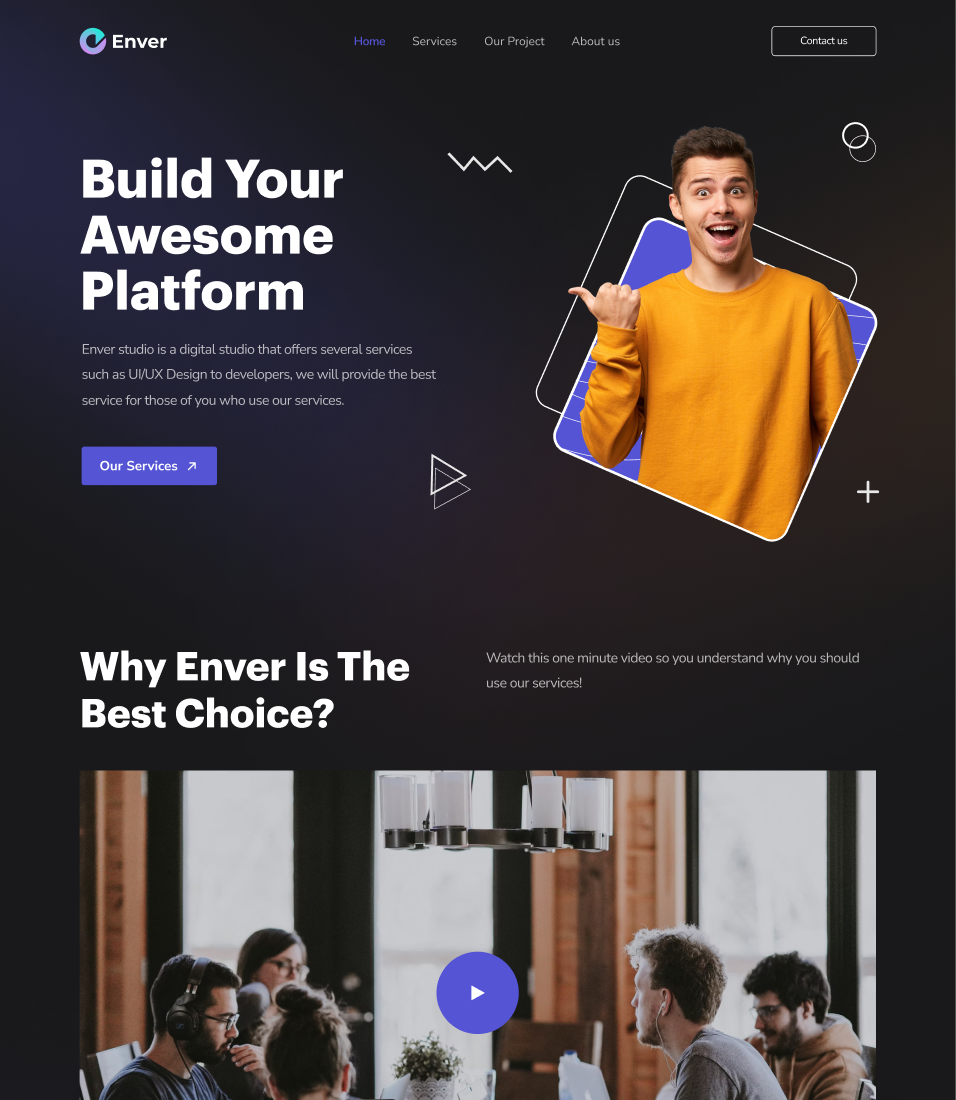 Enver
Home
Services
Our Project
About us
Contact us
Build Your
Awesome
Platform
Enver studio is a digital studio that offers several services
such as UI/UX Design to developers, we will provide the best
service for those of you who use our services.
Our Services
Why Enver Is The
Best Choice?
Watch this one minute video so you understand why you should
use our services!